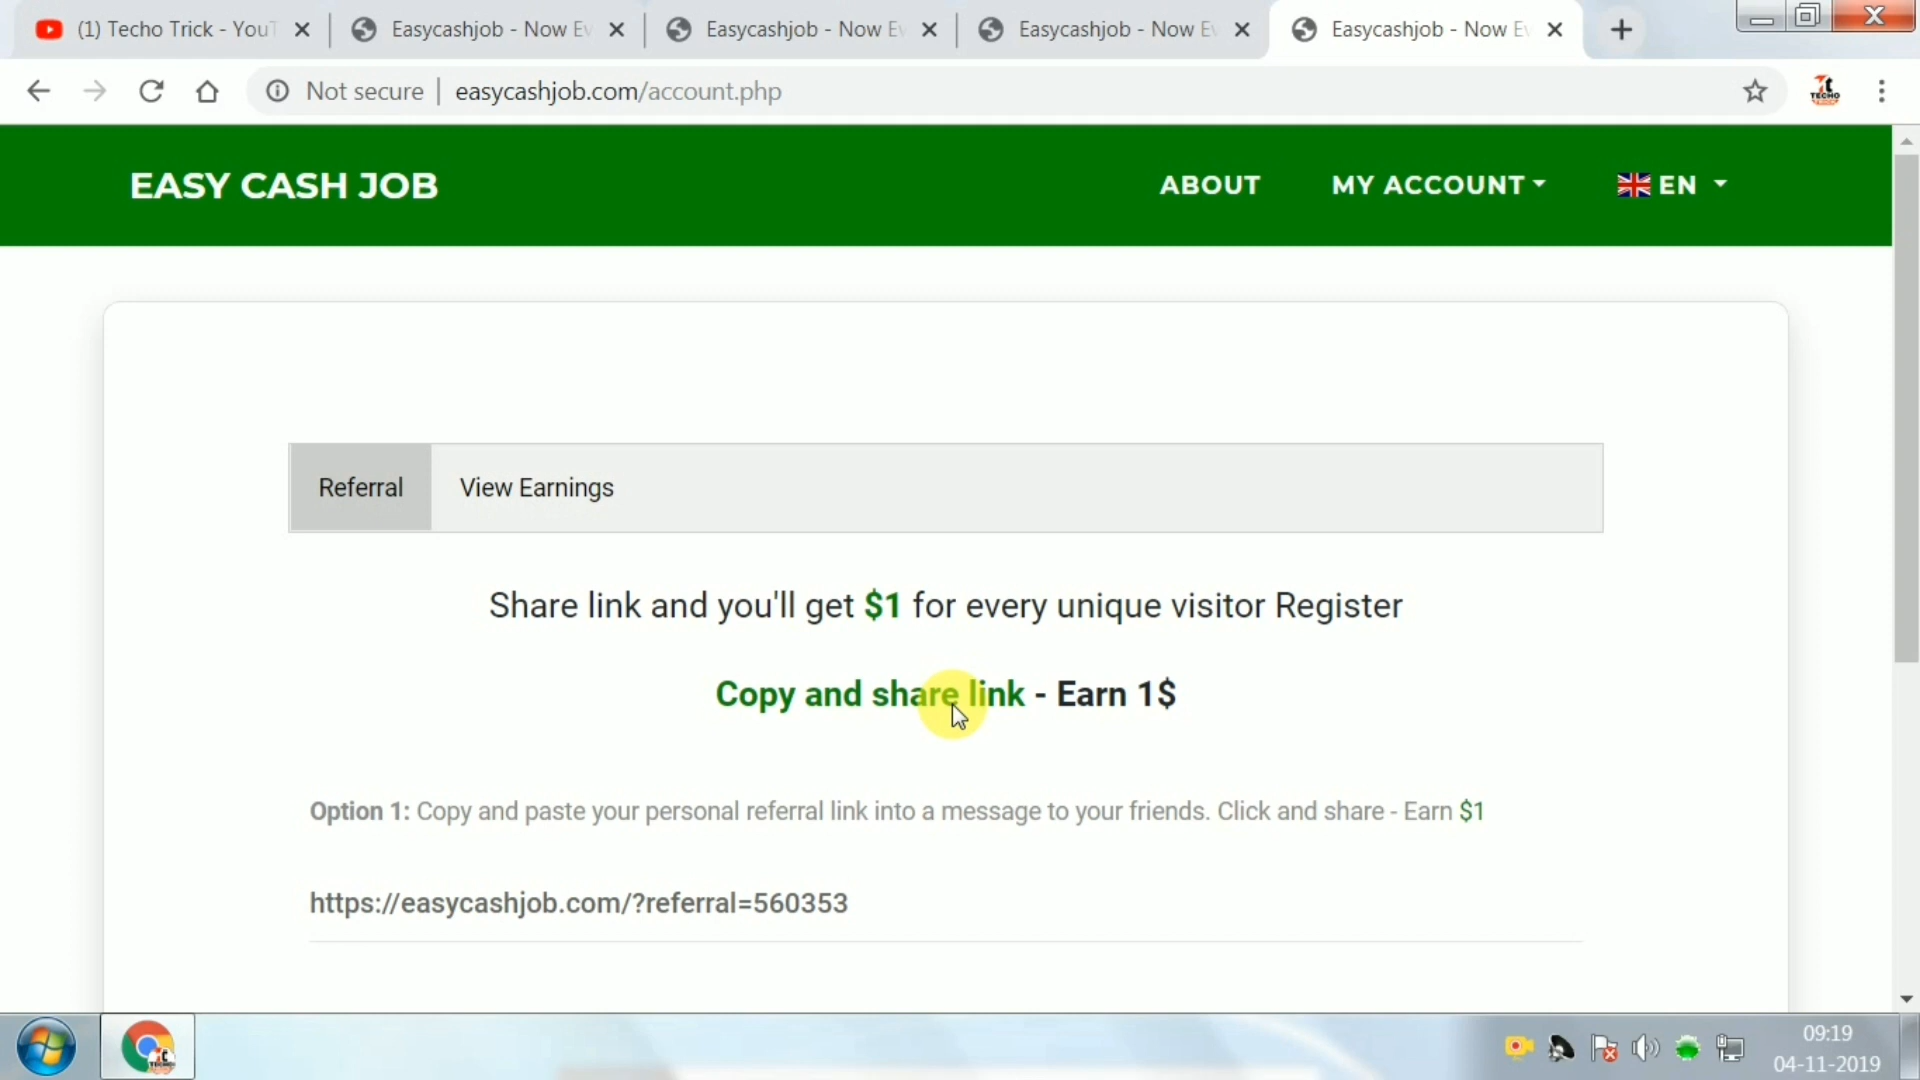 (1) Techo Trick - You
Easycashjob - Now Ev
Easycashjob - Now E
Easycashjob - Now E
Easycashjob - Now E
Not secure easycashjob.com/account.php
EASY CASH JOB
ABOUT
MY ACCOUNT
EN
Referral
View Earnings
Share link and you'll get $1 for every unique visitor Register
Copy and share link - Earn 1$
Option 1: Copy and paste your personal referral link into a message to your friends. Click and share - Earn $1
https://easycashjob.com/?referral=560353
09:19
04-11-2019